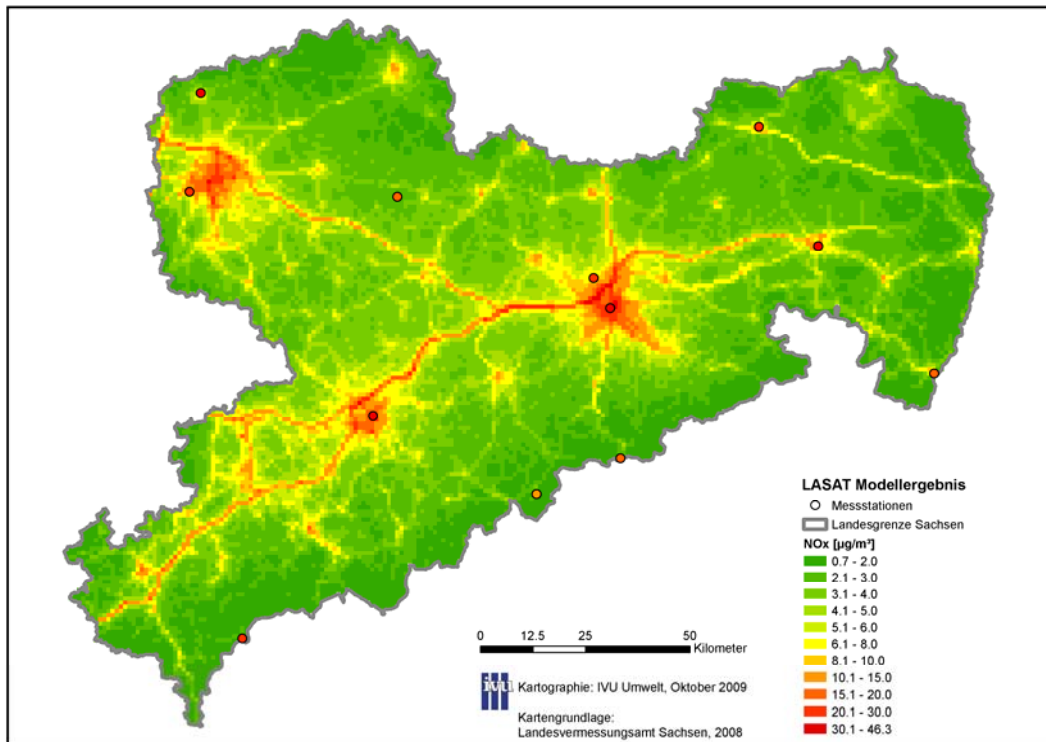 LASAT Modellergebnis
Messstationen
Landesgrenze Sachsen
NOx [µg/m³]
0.7 - 2.0
2.1 - 3.0
3.1 - 4.0
4.1 - 5.0
5.1 - 6.0
6.1 - 8.0
8.1 - 10.0
10.1 - 15.0
15.1 - 20.0
20.1 - 30.0
30.1 - 46.3
0 12.5 25 50
Kilometer
ivu
Kartographie: IVU Umwelt, Oktober 2009
Kartengrundlage:
Landesvermessungsamt Sachsen, 2008